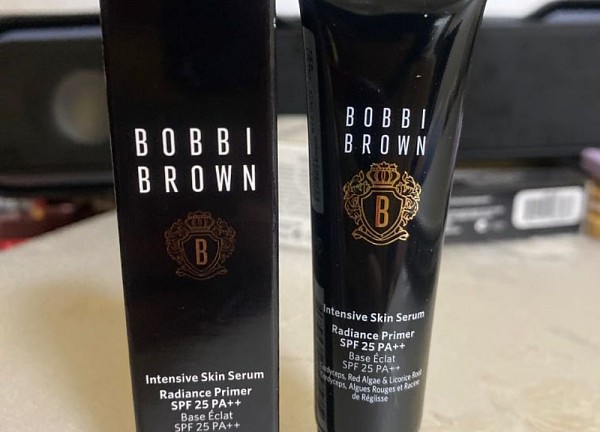 BOBBI
BROWN
B
Intensive Skin Serum
Radiance Primer
SPF 25 PA++
Base Éclat
SPF 25 PA++
BOBBI
BROWN
B
Intensive Skin Serum
Radiance Primer
SPF 25 PA++
Base Éclat
SPF 25 PA++
Cordyceps, Red Algae & Licorice Root
Cordyceps, Algues Rouges et Racine
de Réglisse